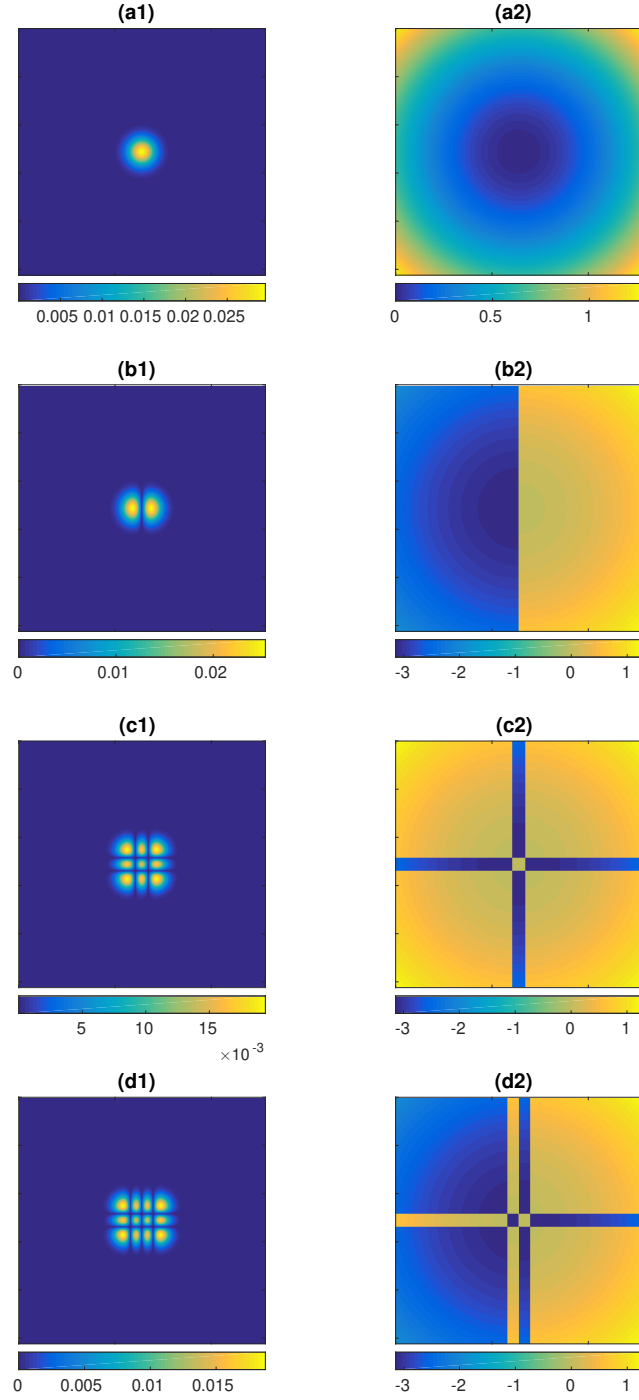 (a1)
(a2)
0.005 0.01 0.015 0.02 0.025
0 0.5 1
(b1)
(b2)
0 0.01 0.02
-3 -2 -1 0 1
(c1)
(c2)
5 10 15
×10 -3
-3 -2 -1 0 1
(d1)
(d2)
0 0.005 0.01 0.015
-3 -2 -1 0 1